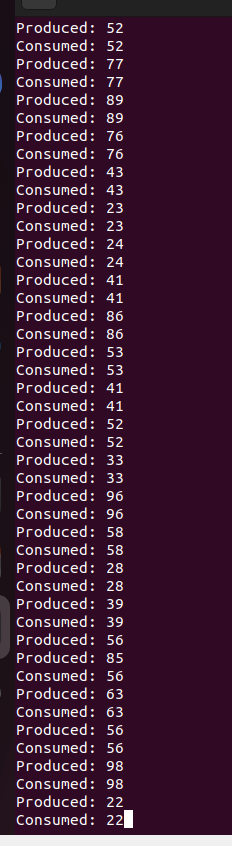 Produced: 52
Consumed: 52
Produced: 77
Consumed: 77
Produced: 89
Consumed: 89
Produced: 76
Consumed: 76
Produced: 43
Consumed: 43
Produced: 23
Consumed: 23
Produced: 24
Consumed: 24
Produced: 41
Consumed: 41
Produced: 86
Consumed: 86
Produced: 53
Consumed: 53
Produced: 41
Consumed: 41
Produced: 52
Consumed: 52
Produced: 33
Consumed: 33
Produced: 96
Consumed: 96
Produced: 58
Consumed: 58
Produced: 28
Consumed: 28
Produced: 39
Consumed: 39
Produced: 56
Produced: 85
Consumed: 56
Produced: 63
Consumed: 63
Produced: 56
Consumed: 56
Produced: 98
Consumed: 98
Produced: 22
Consumed: 22